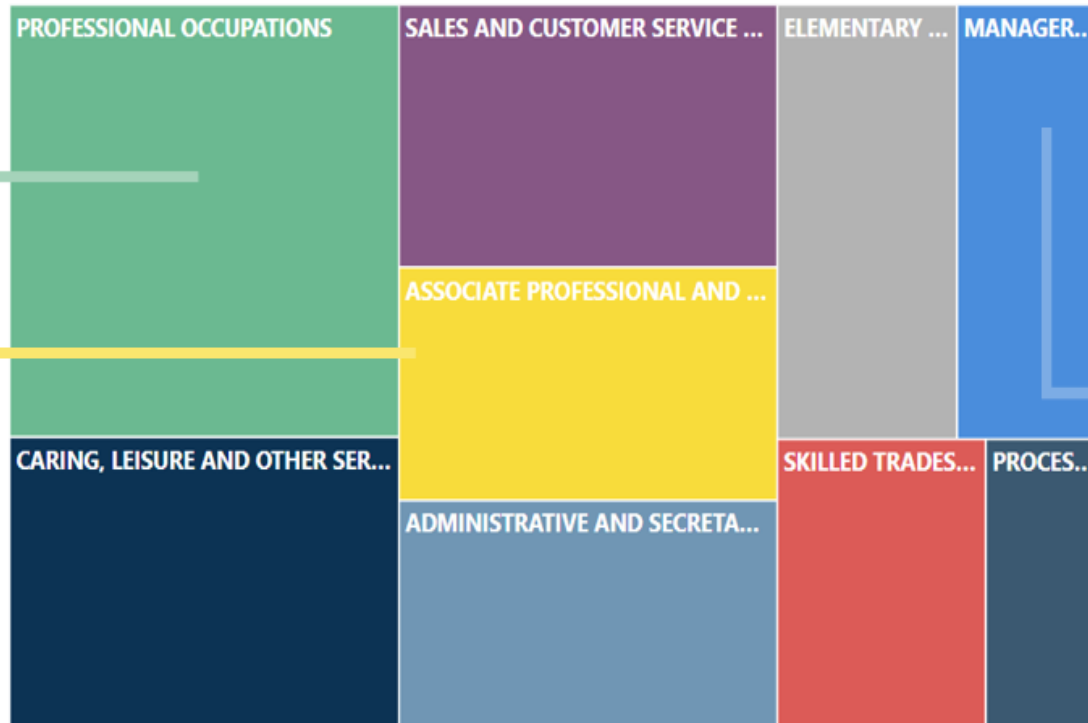 PROFESSIONAL OCCUPATIONS
SALES AND CUSTOMER SERVICE ...
ELEMENTARY ...
MANAGER...
ASSOCIATE PROFESSIONAL AND ...
CARING, LEISURE AND OTHER SER...
SKILLED TRADES...
PROCES...
ADMINISTRATIVE AND SECRETA...